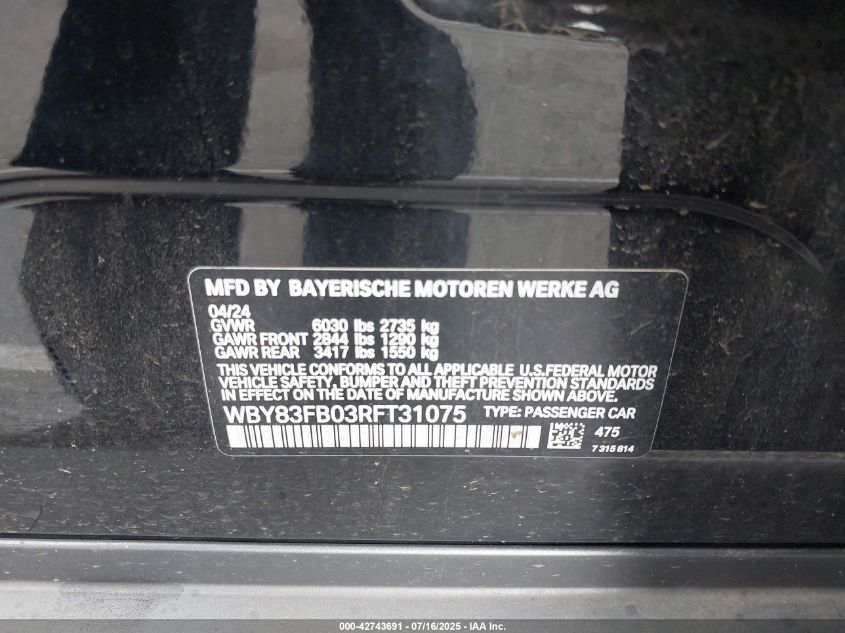 MFD BY BAYERISCHE MOTOREN WERKE AG
04/24
GVWR 6030 lbs 2735 kg
GAWR FRONT 2844 lbs 1290 kg
GAWR REAR 3417 lbs 1550 kg
THIS VEHICLE CONFORMS TO ALL APPLICABLE U.S.FEDERAL MOTOR
VEHICLE SAFETY, BUMPER AND THEFT PREVENTION STANDARDS
IN EFFECT ON THE DATE OF MANUFACTURE SHOWN ABOVE.
WBY83FB03RFT31075 TYPE: PASSENGER CAR
475
7 315 814
000-42743691 - 07/16/2025 - IAA Inc.